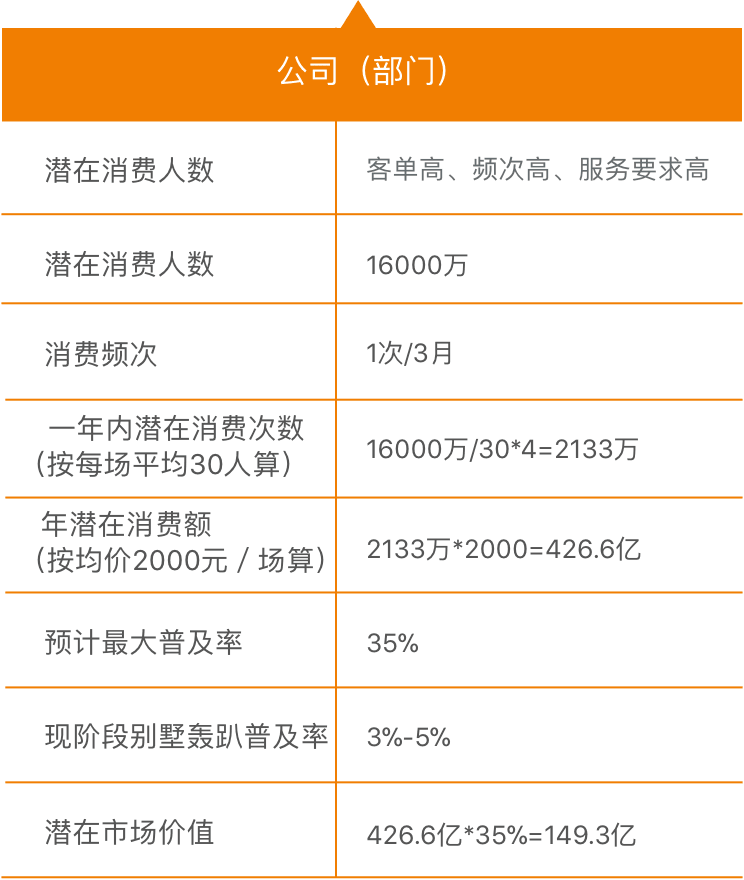 公司（部门）
潜在消费人数
客单高、频次高、服务要求高
潜在消费人数
16000万
消费频次
1次/3月
一年内潜在消费次数
（按每场平均30人算）
16000万/30*4=2133万
年潜在消费额
（按均价2000元／场算）
2133万*2000=426.6亿
预计最大普及率
35%
现阶段别墅轰趴普及率
3%-5%
潜在市场价值
426.6亿*35%=149.3亿